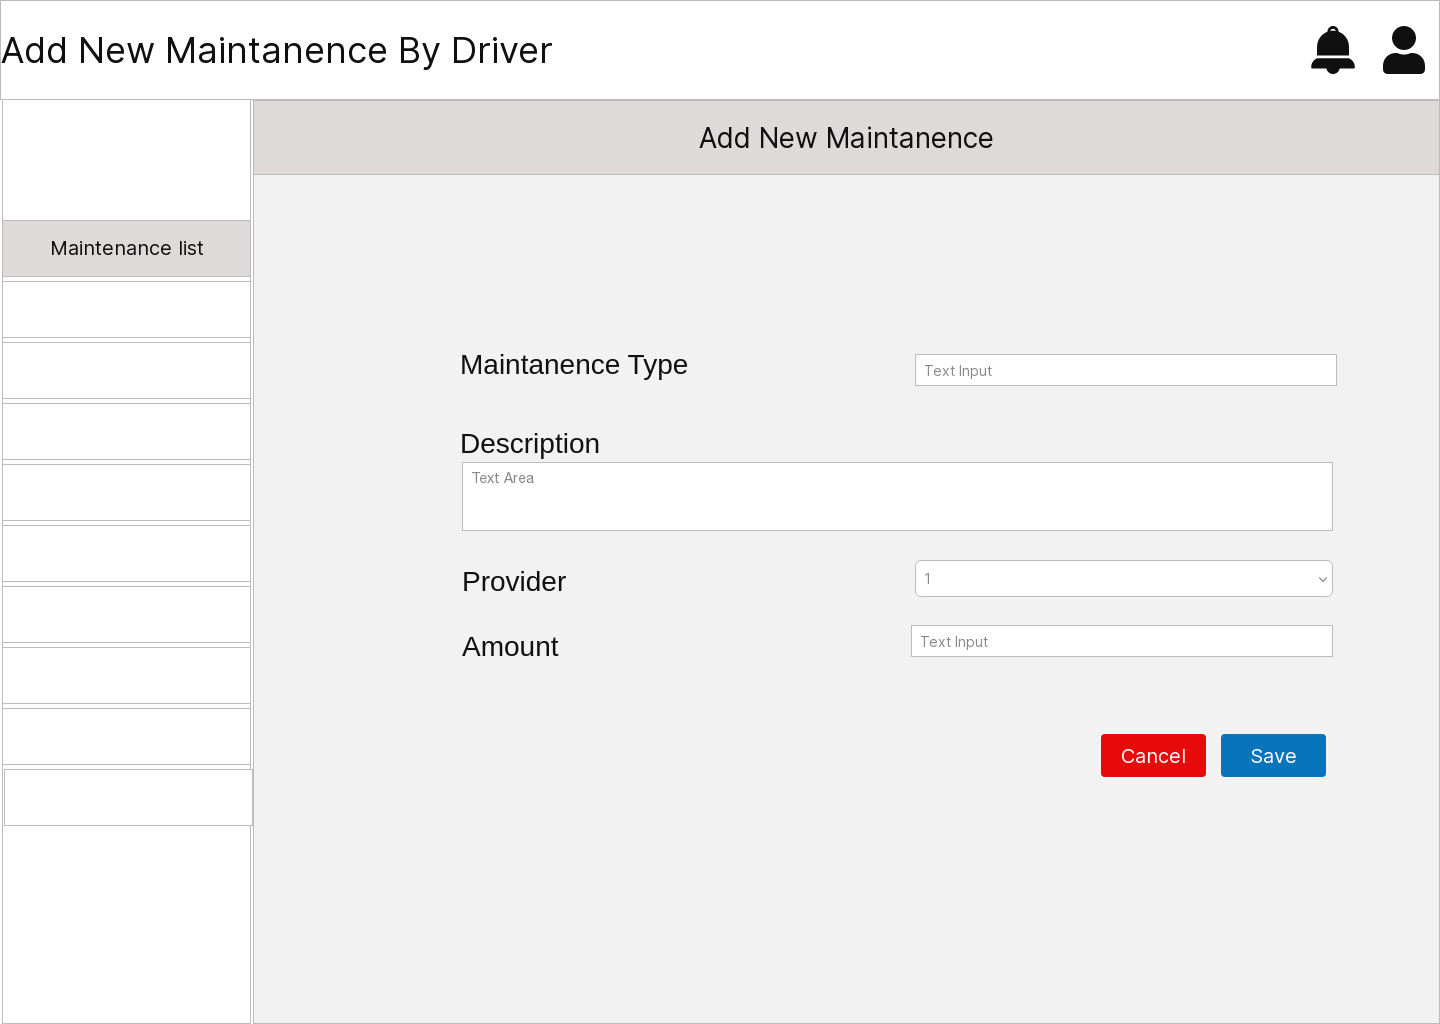 Add New Maintanence By Driver
Add New Maintanence
Maintenance list
Maintanence Type
Text Input
Description
Text Area
Provider
1
Amount
Text Input
Cancel
Save